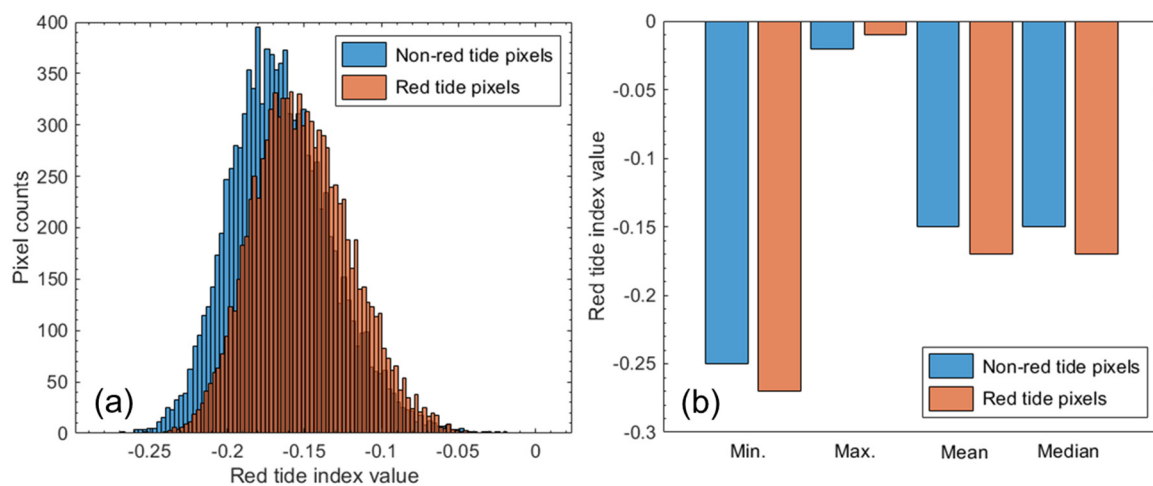 400
350
300
250
200
150
100
50
0
Pixel counts
Non-red tide pixels
Red tide pixels
(a)
-0.25 -0.2 -0.15 -0.1 -0.05 0
Red tide index value
0
-0.05
-0.1
-0.15
-0.2
-0.25
-0.3
Red tide index value
Non-red tide pixels
Red tide pixels
(b)
Min. Max. Mean Median